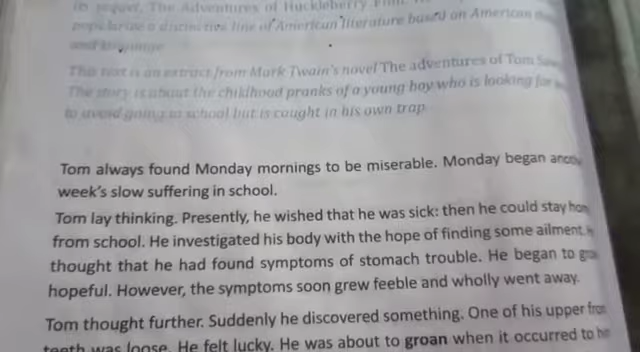 its sequel, The Adventures of Huckleberry Finn
popularize a distinctive line of American literature based on American
and language
This text is an extract from Mark Twain's novel The adventures of Tom
The story is about the childhood pranks of a young boy who is looking for
to avoid going to school but is caught in his own trap
Tom always found Monday mornings to be miserable. Monday began
week's slow suffering in school.
Tom lay thinking. Presently, he wished that he was sick: then he could stay
from school. He investigated his body with the hope of finding some ailment.
thought that he had found symptoms of stomach trouble. He began to
hopeful. However, the symptoms soon grew feeble and wholly went away.
Tom thought further. Suddenly he discovered something. One of his upper
teeth was loose. He felt lucky. He was about to groan when it occurred to